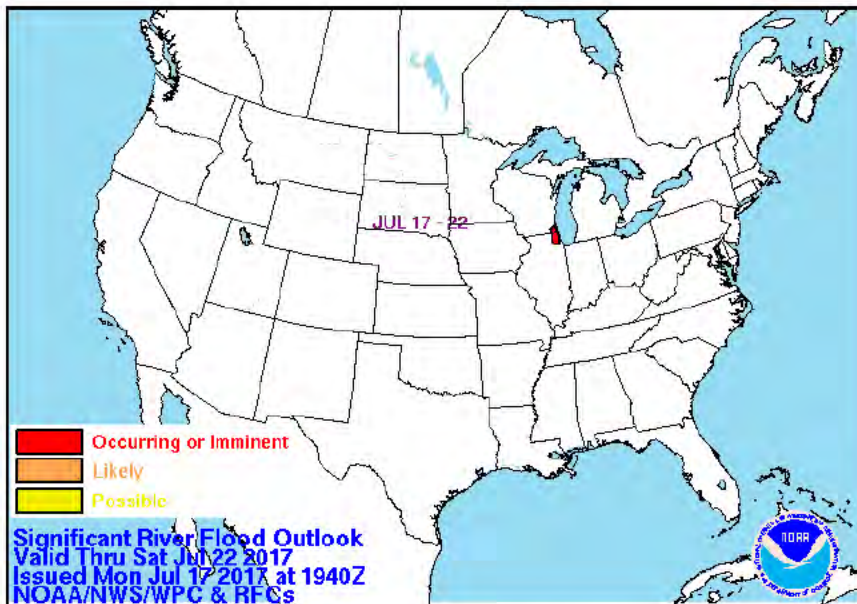 JUL 17 - 22
Occurring or Imminent
Likely
Possible
Significant River Flood Outlook
Valid Thru Sat Jul 22 2017
Issued Mon Jul 17 2017 at 1940Z
NOAA/NWS/WPC & RFCs
NOAA